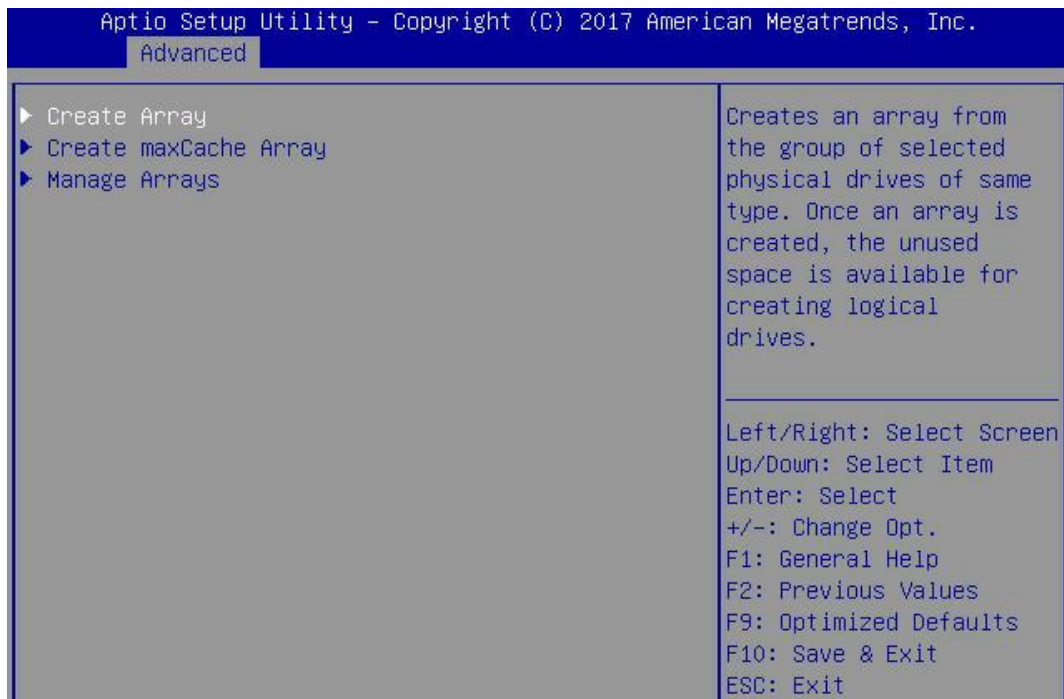 Aptio Setup Utility – Copyright (C) 2017 American Megatrends, Inc.
Advanced
Create Array
Create maxCache Array
Manage Arrays
Creates an array from
the group of selected
physical drives of same
type. Once an array is
created, the unused
space is available for
creating logical
drives.
Left/Right: Select Screen
Up/Down: Select Item
Enter: Select
+/-: Change Opt.
F1: General Help
F2: Previous Values
F9: Optimized Defaults
F10: Save & Exit
ESC: Exit